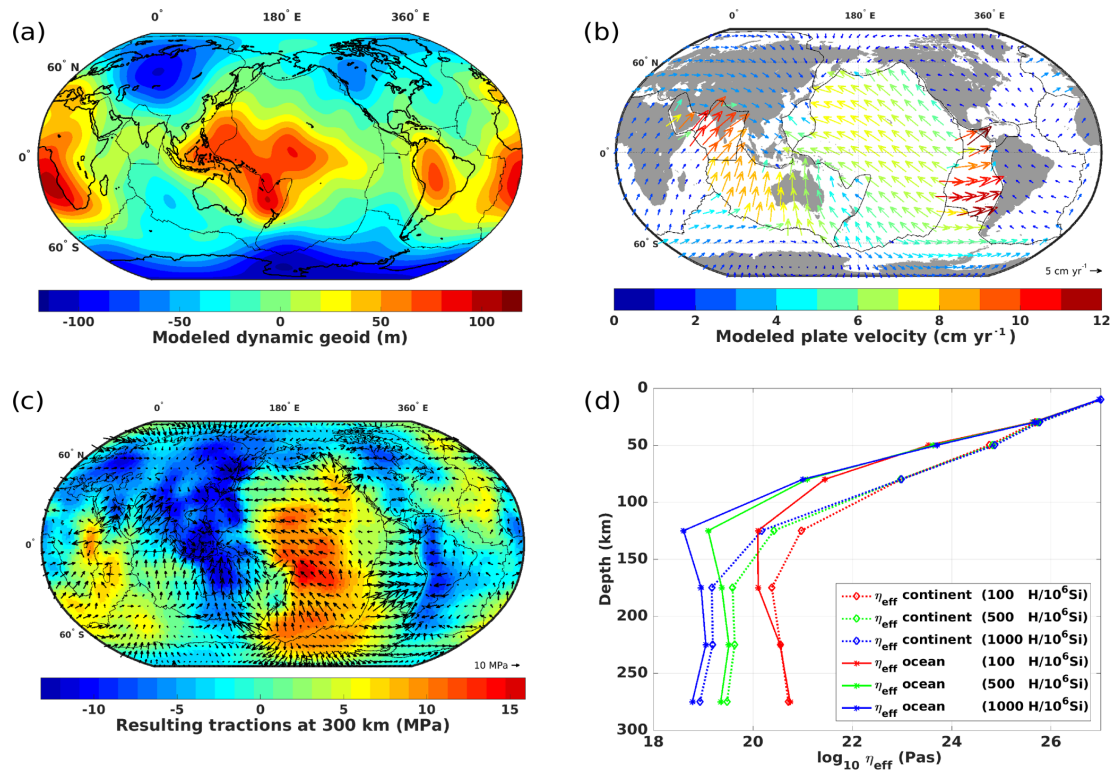 (a)
0° 180° E 360° E
60° N
0°
60° S
-100 -50 0 50 100
Modeled dynamic geoid (m)
(b)
0° 180° E 360° E
60° N
0°
60° S
5 cm yr⁻¹
0 2 4 6 8 10 12
Modeled plate velocity (cm yr⁻¹)
(c)
0° 180° E 360° E
60° N
0°
60° S
10 MPa
-10 -5 0 5 10 15
Resulting tractions at 300 km (MPa)
(d)
0
50
100
150
200
250
300
Depth (km)
η_eff continent (100 H/10⁶Si)
η_eff continent (500 H/10⁶Si)
η_eff continent (1000 H/10⁶Si)
η_eff ocean (100 H/10⁶Si)
η_eff ocean (500 H/10⁶Si)
η_eff ocean (1000 H/10⁶Si)
18 20 22 24 26
log₁₀ η_eff (Pas)